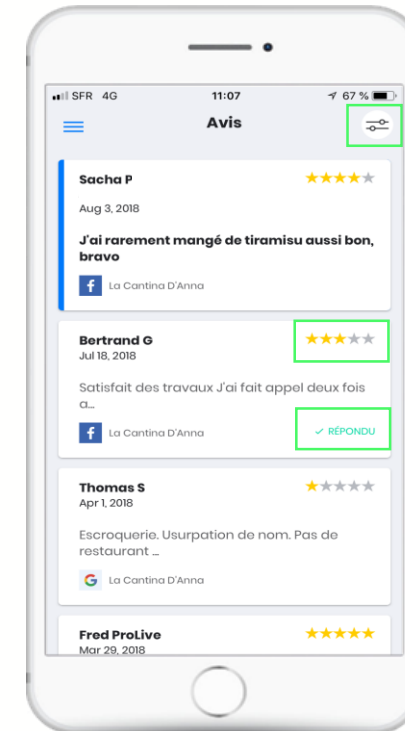 SFR 4G 11:07 67 %
Avis
Sacha P
Aug 3, 2018
J'ai rarement mangé de tiramisu aussi bon,
bravo
f La Cantina D'Anna
Bertrand G
Jul 18, 2018
Satisfait des travaux J'ai fait appel deux fois
a...
f La Cantina D'Anna ✓ RÉPONDU
Thomas S
Apr 1, 2018
Escroquerie. Usurpation de nom. Pas de
restaurant ...
G La Cantina D'Anna
Fred ProLive
Mar 29, 2018